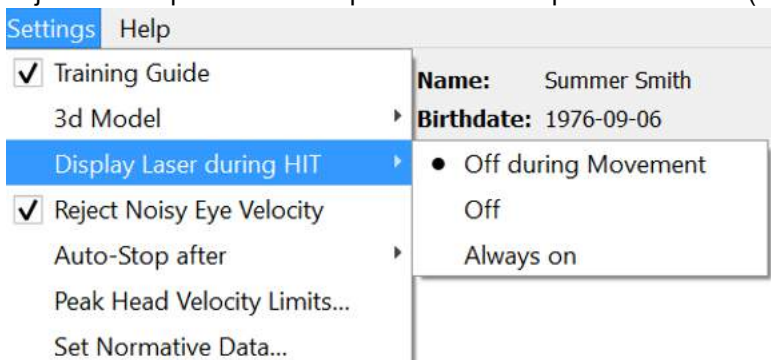 Settings Help
✓ Training Guide
3d Model
Display Laser during HIT
✓ Reject Noisy Eye Velocity
Auto-Stop after
Peak Head Velocity Limits...
Set Normative Data...
Name: Summer Smith
Birthdate: 1976-09-06
● Off during Movement
Off
Always on